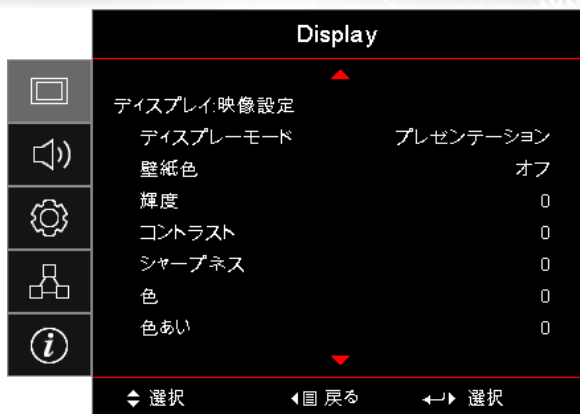 Display
ディスプレイ:映像設定
ディスプレーモード プレゼンテーション
壁紙色 オフ
輝度 0
コントラスト 0
シャープネス 0
色 0
色あい 0
選択 戻る 選択